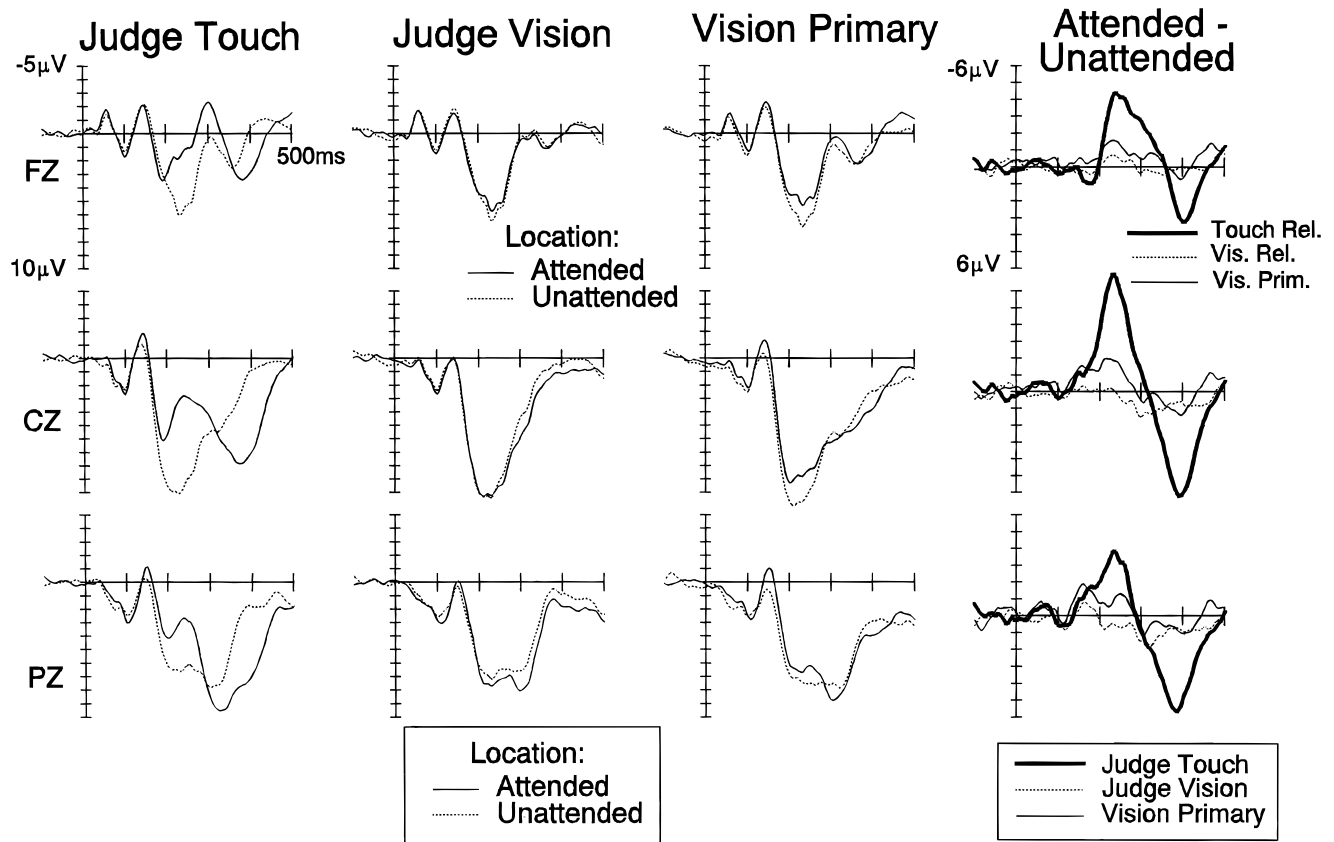 Judge Touch
Judge Vision
Vision Primary
Attended -
Unattended
-5µV
-6µV
500ms
FZ
Location:
Attended
Unattended
10µV
Touch Rel.
Vis. Rel.
Vis. Prim.
6µV
CZ
PZ
Location:
Attended
Unattended
Judge Touch
Judge Vision
Vision Primary